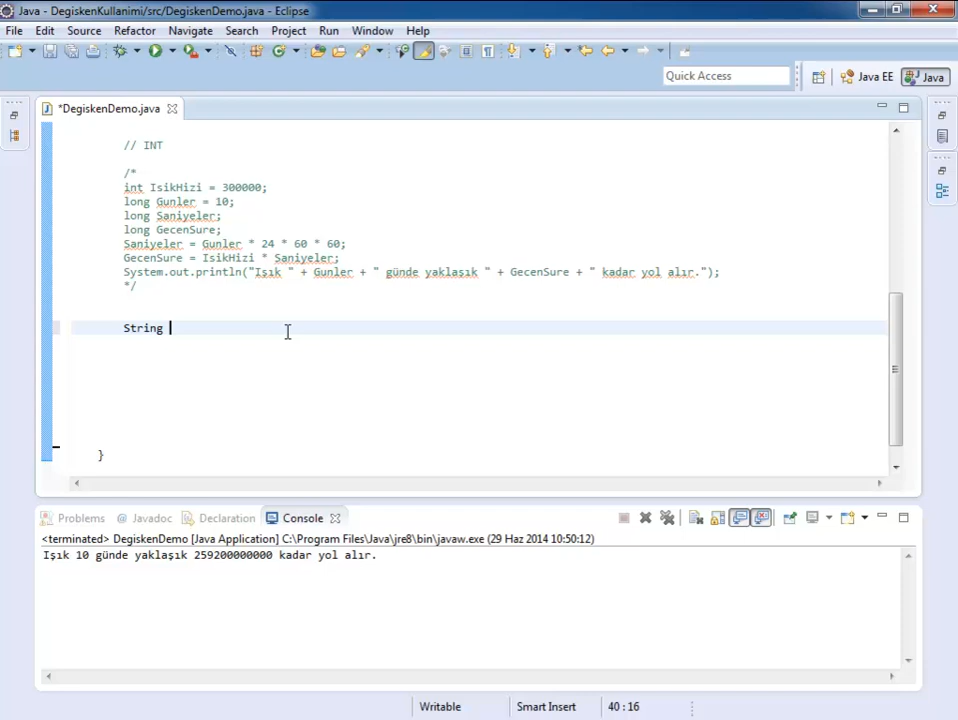 Java - DegiskenKullanimi/src/DegiskenDemo.java - Eclipse
File Edit Source Refactor Navigate Search Project Run Window Help
Quick Access
Java EE
Java
*DegiskenDemo.java
// INT
/*
int IsikHizi = 300000;
long Gunler = 10;
long Saniyeler;
long GecenSure;
Saniyeler = Gunler * 24 * 60 * 60;
GecenSure = IsikHizi * Saniyeler;
System.out.println("Işık " + Gunler + " günde yaklaşık " + GecenSure + " kadar yol alır.");
*/
String
}
Problems
Javadoc
Declaration
Console
<terminated> DegiskenDemo [Java Application] C:\Program Files\Java\jre8\bin\javaw.exe (29 Haz 2014 10:50:12)
Işık 10 günde yaklaşık 259200000000 kadar yol alır.
Writable
Smart Insert
40 : 16